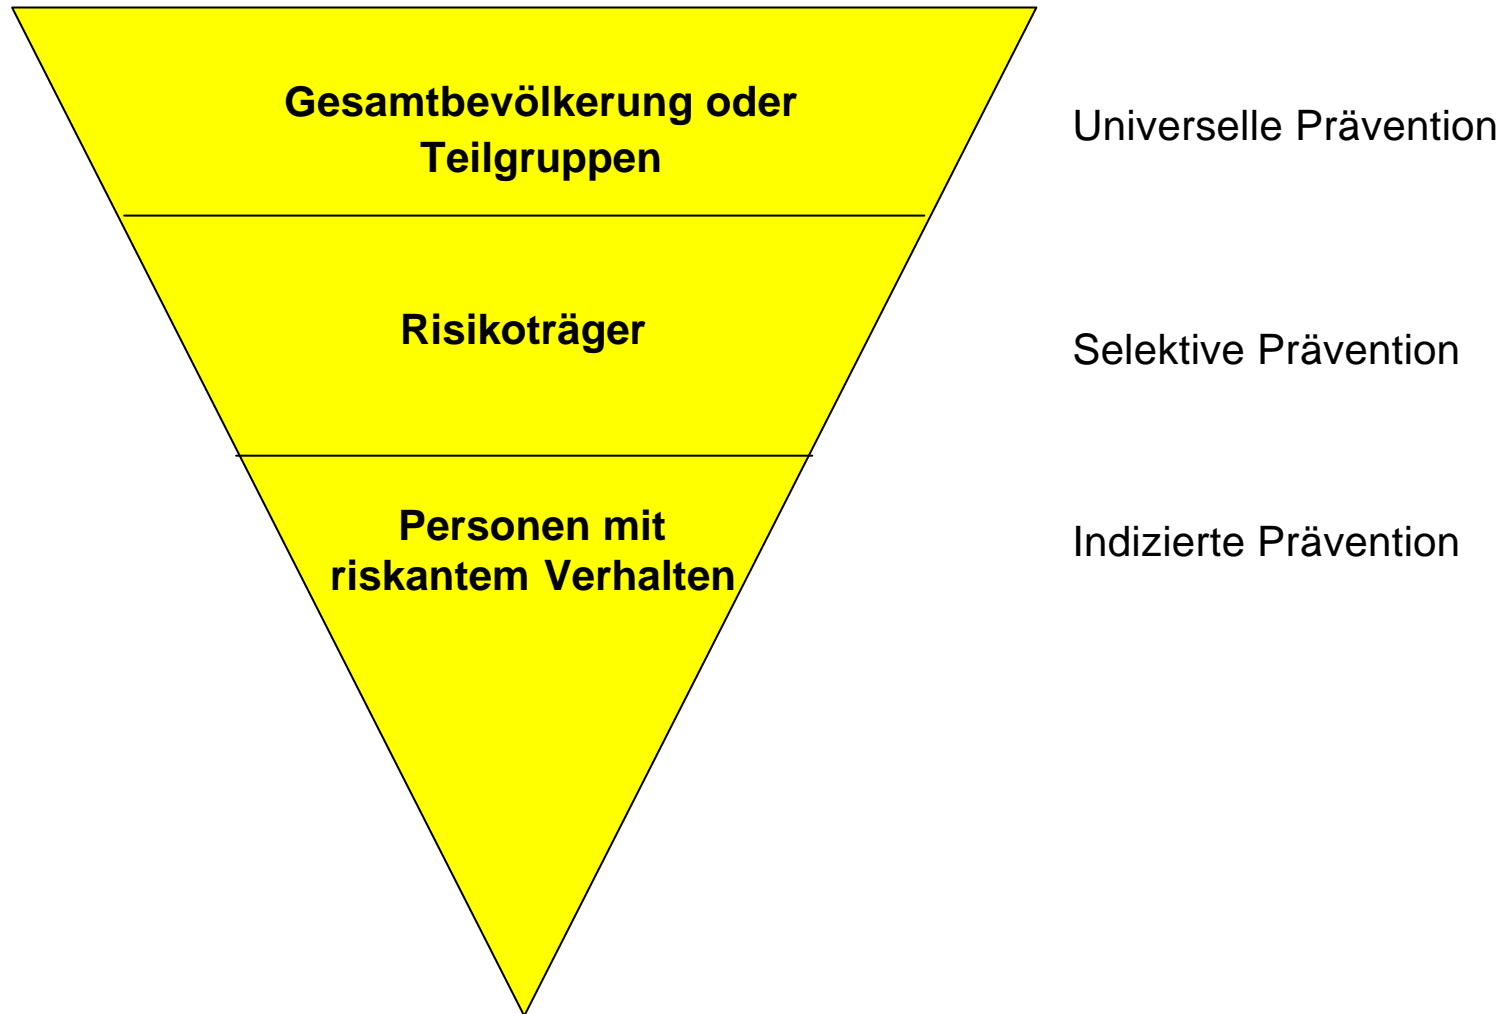 Gesamtbevölkerung oder
Teilgruppen
Universelle Prävention
Risikoträger
Selektive Prävention
Personen mit
riskantem Verhalten
Indizierte Prävention